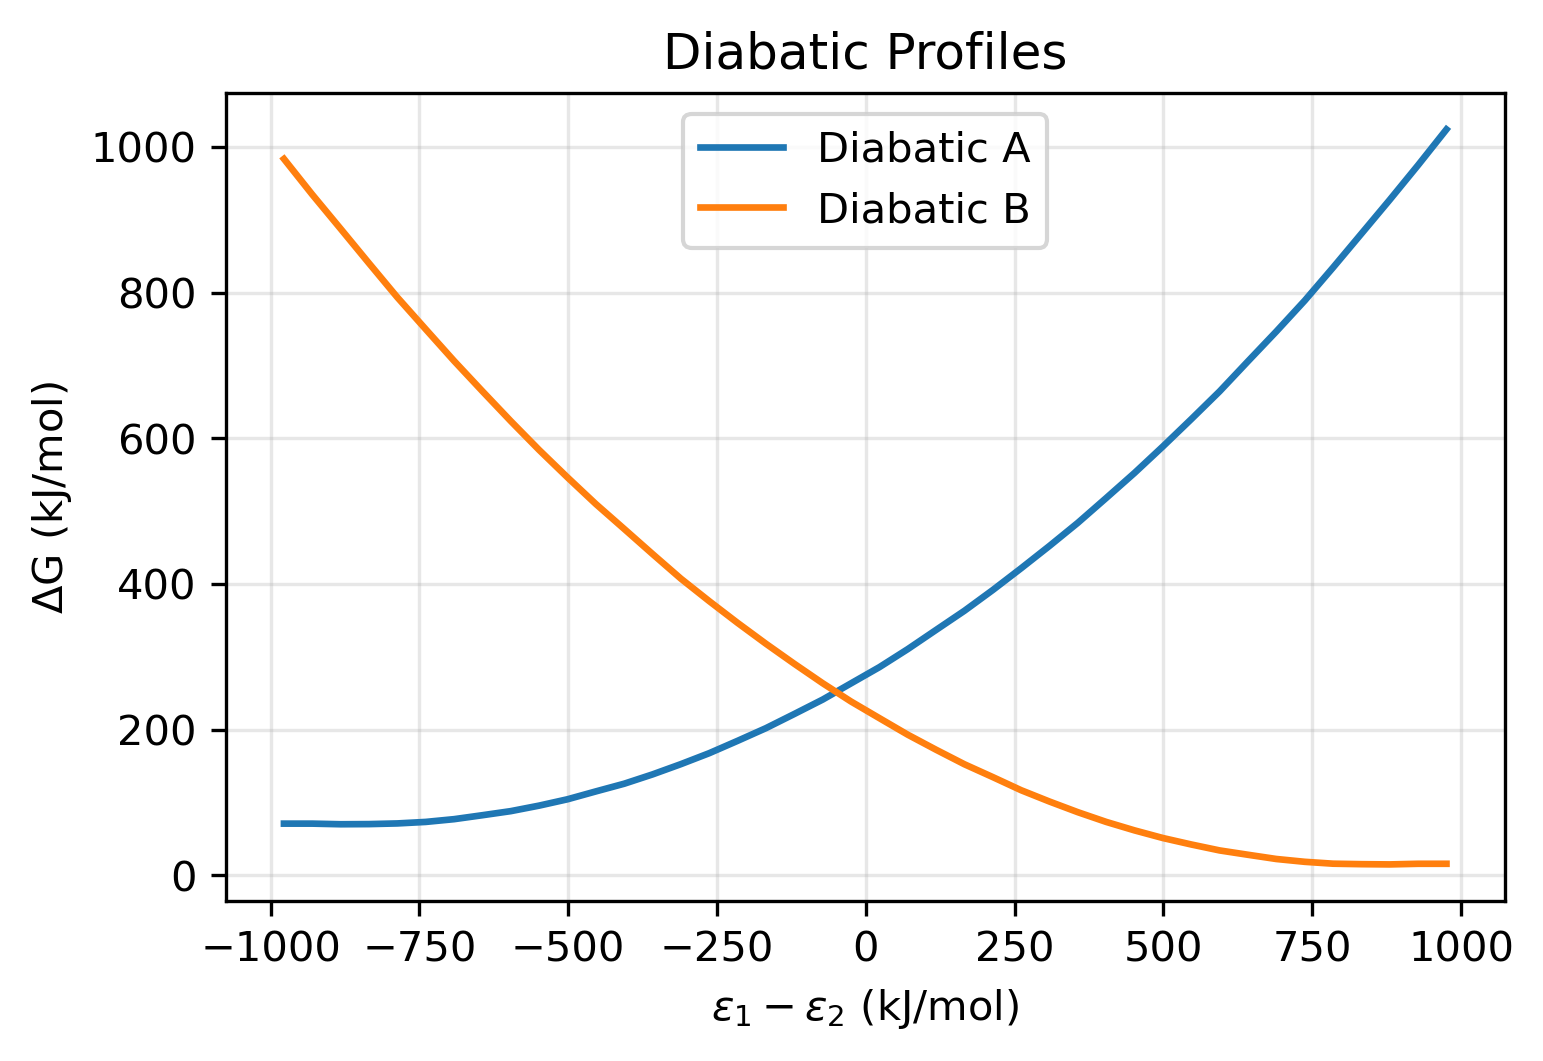 Diabatic Profiles
Diabatic A
Diabatic B
ΔG (kJ/mol)
1000
800
600
400
200
0
−1000 −750 −500 −250 0 250 500 750 1000
ε₁ − ε₂ (kJ/mol)